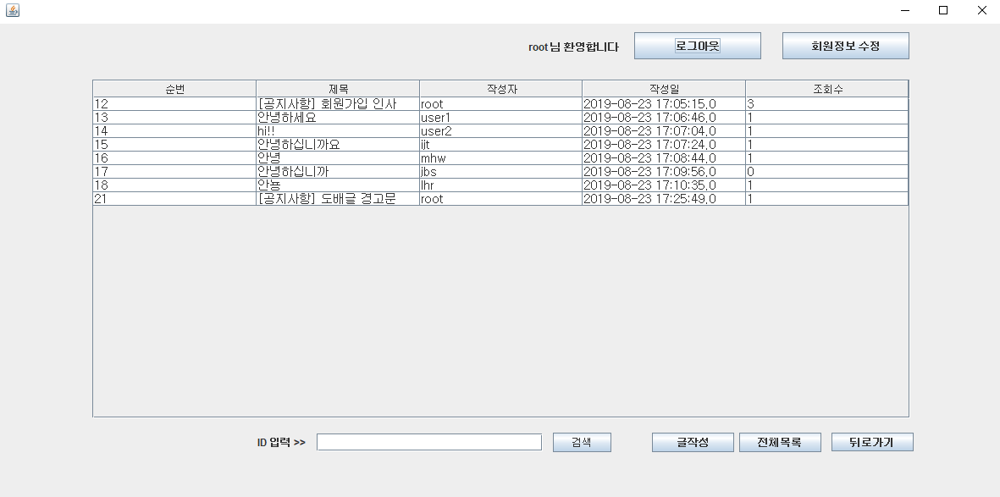 root님 환영합니다 로그아웃 회원정보 수정
순번 제목 작성자 작성일 조회수
12 [공지사항] 회원가입 인사 root 2019-08-23 17:05:15.0 3
13 안녕하세요 user1 2019-08-23 17:06:46.0 1
14 hi!! user2 2019-08-23 17:07:04.0 1
15 안녕하십니까요 ijt 2019-08-23 17:07:24.0 1
16 안녕 mhw 2019-08-23 17:08:44.0 1
17 안녕하십니까 jbs 2019-08-23 17:09:56.0 0
18 안뇽 lhr 2019-08-23 17:10:35.0 1
21 [공지사항] 도배글 경고문 root 2019-08-23 17:25:49.0 1
ID 입력 >> 검색 글작성 전체목록 뒤로가기